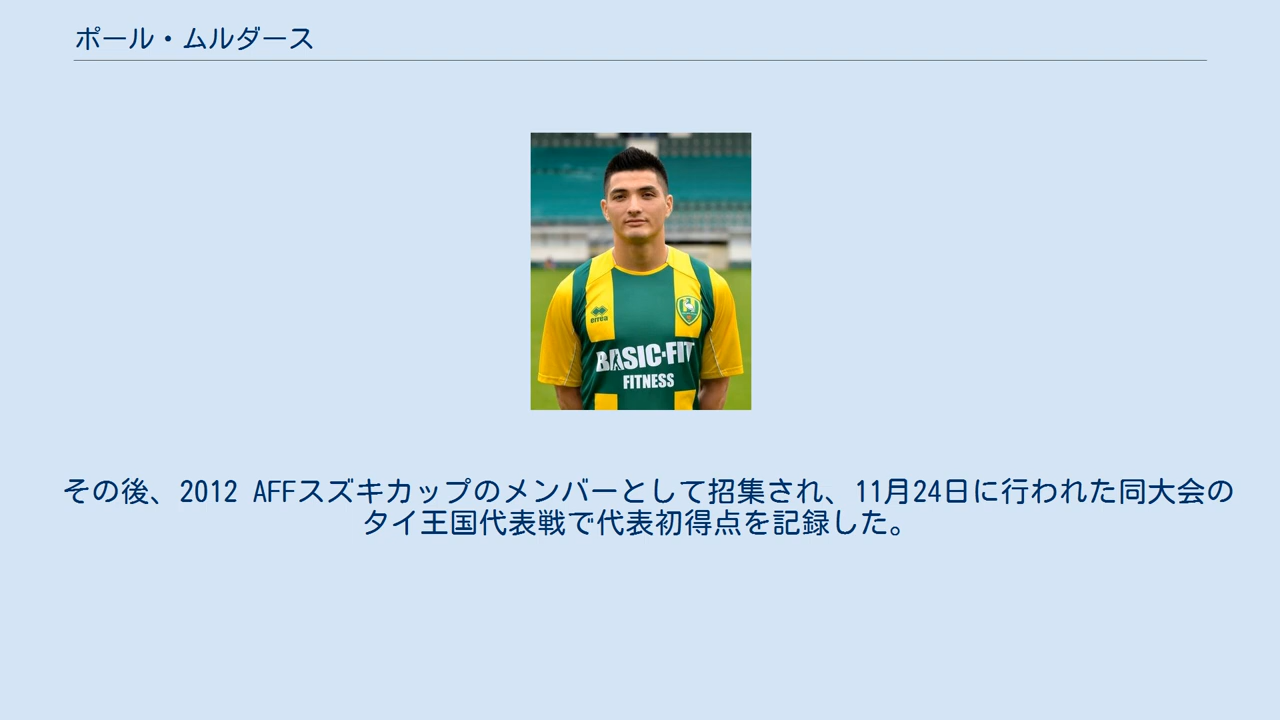 ポール・ムルダース
errea
BASIC-FIT
FITNESS
その後、2012 AFFスズキカップのメンバーとして招集され、11月24日に行われた同大会の
タイ王国代表戦で代表初得点を記録した。